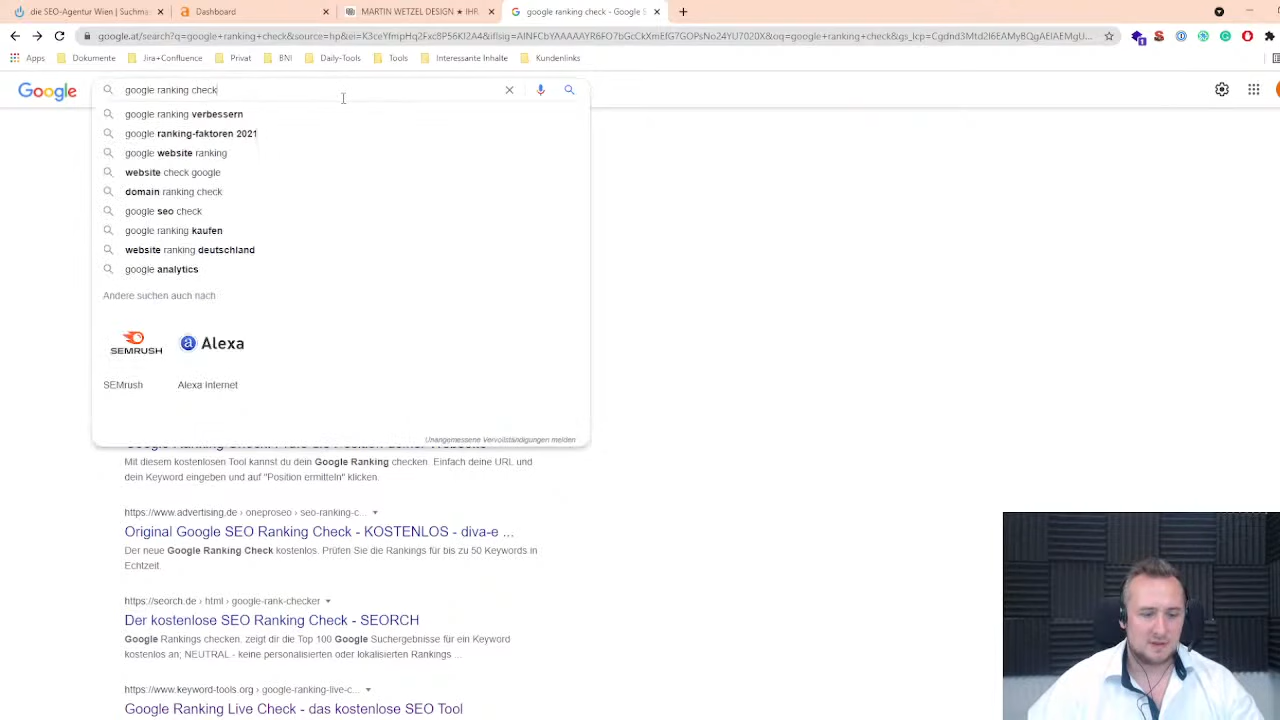 die SEO-Agentur Wien | Suchm
Dashboard
MARTIN WETZEL DESIGN ★ IHR
google ranking check - Google S
Apps
Dokumente
Jira+Confluence
Privat
BNI
Daily-Tools
Tools
Interessante Inhalte
Kundenlinks
Google
google ranking check
google ranking verbessern
google ranking-faktoren 2021
google website ranking
website check google
domain ranking check
google seo check
google ranking kaufen
website ranking deutschland
google analytics
Andere suchen auch nach
SEMRUSH
Alexa
SEMrush
Alexa Internet
Unangemessene Vervollständigungen melden
Mit diesem kostenlosen Tool kannst du dein Google Ranking checken. Einfach deine URL und
dein Keyword eingeben und auf "Position ermitteln" klicken.
https://www.advertising.de › oneproseo › seo-ranking-c...
Original Google SEO Ranking Check - KOSTENLOS - diva-e ...
Der neue Google Ranking Check kostenlos. Prüfen Sie die Rankings für bis zu 50 Keywords in
Echtzeit.
https://seorch.de › html › google-rank-checker
Der kostenlose SEO Ranking Check - SEORCH
Google Rankings checken. zeigt dir die Top 100 Google Suchergebnisse für ein Keyword
kostenlos an; NEUTRAL - keine personalisierten oder lokalisierten Rankings ...
https://www.keyword-tools.org › google-ranking-live-c...
Google Ranking Live Check - das kostenlose SEO Tool